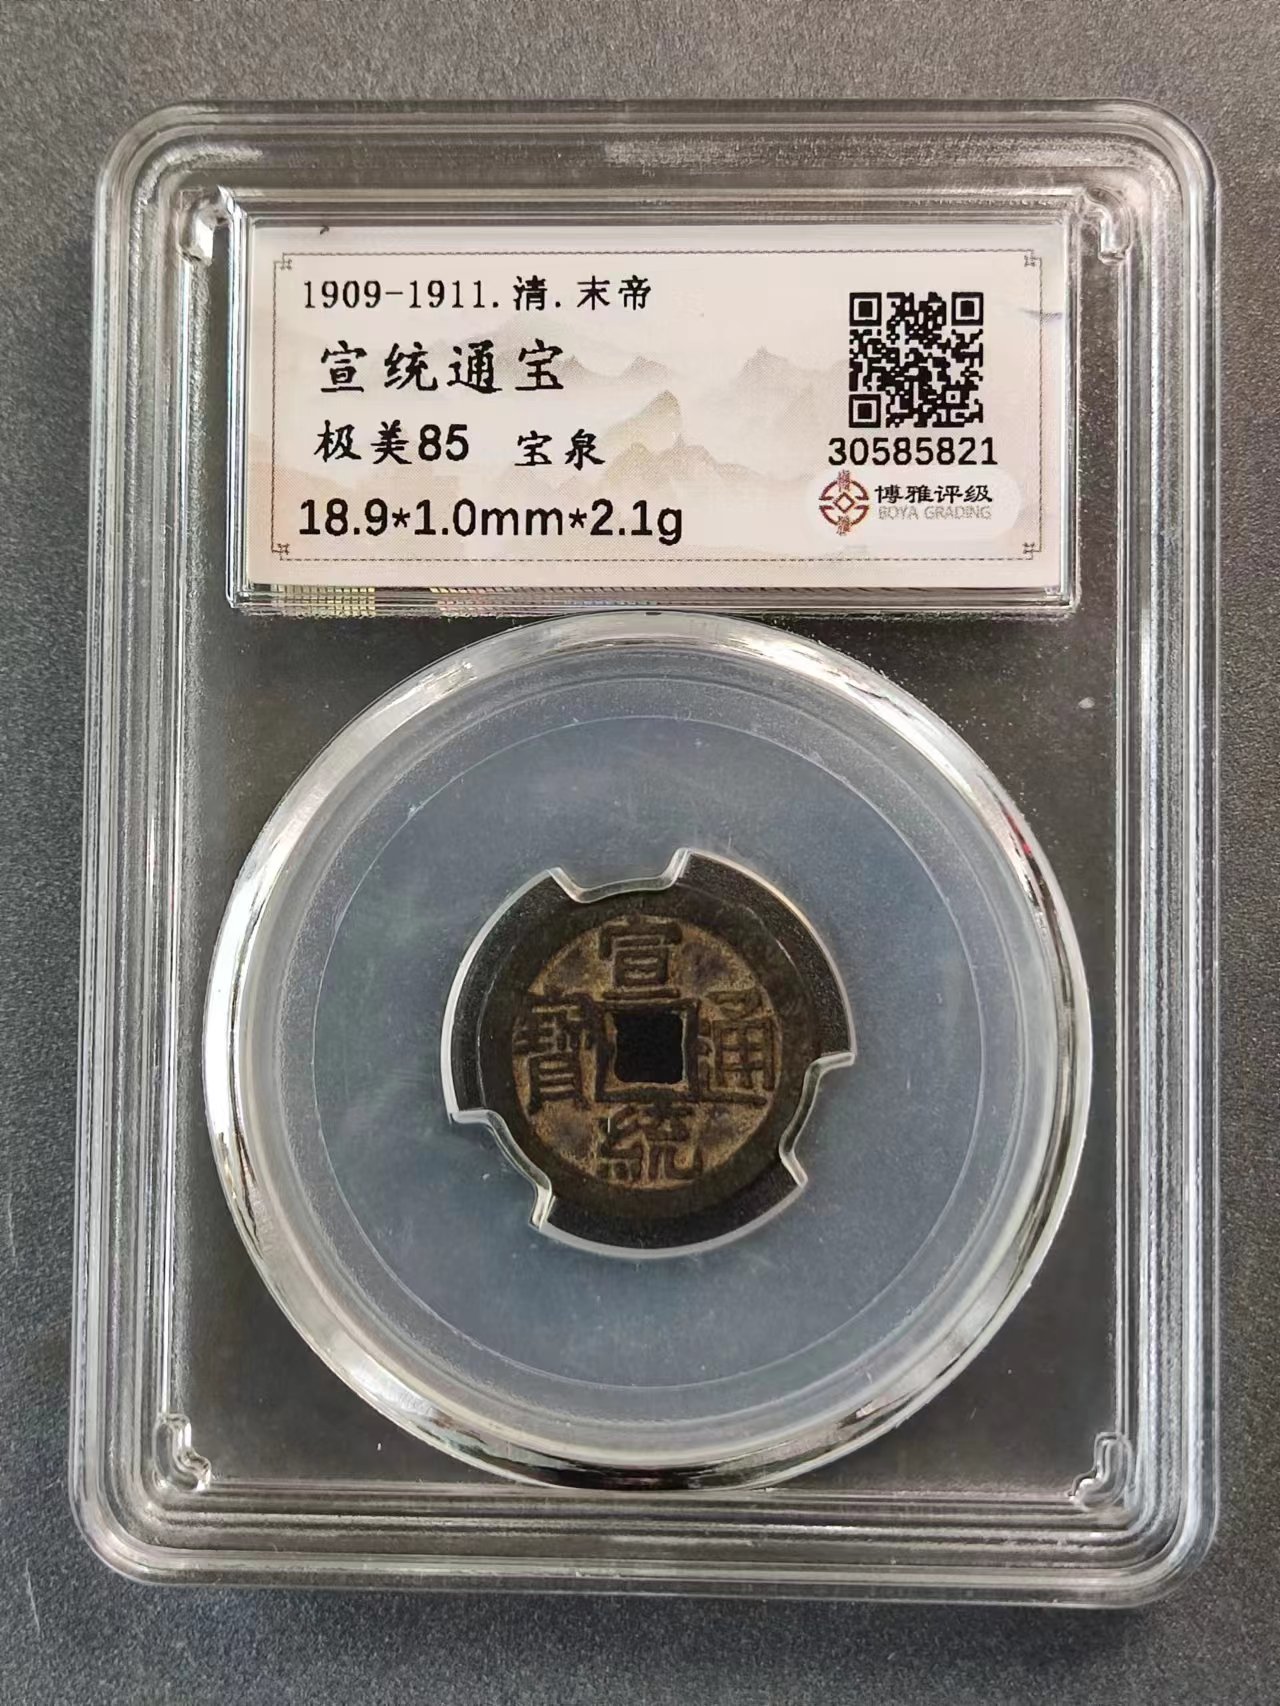 1909-1911.清.末帝
宣统通宝
极美85 宝泉
18.9*1.0mm*2.1g
30585821
博雅评级
BOYA GRADING
宣
寶 通
統